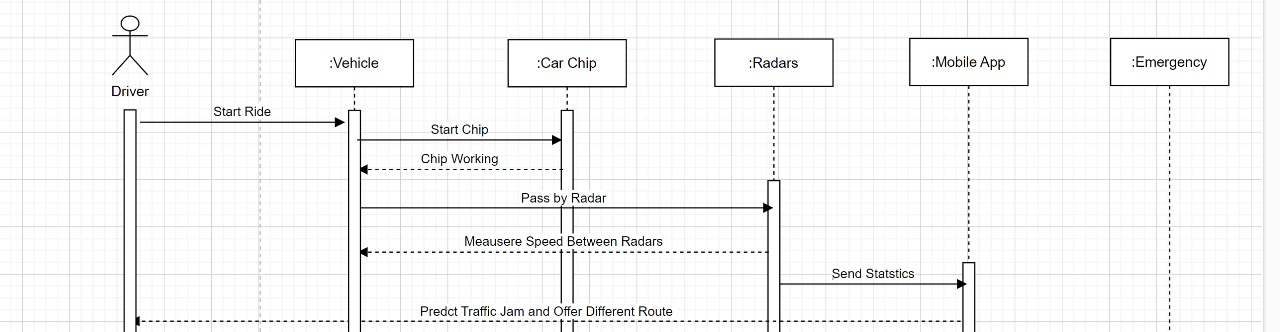 :Vehicle
:Car Chip
:Radars
:Mobile App
:Emergency
Driver
Start Ride
Start Chip
Chip Working
Pass by Radar
Meausere Speed Between Radars
Send Statstics
Predct Traffic Jam and Offer Different Route